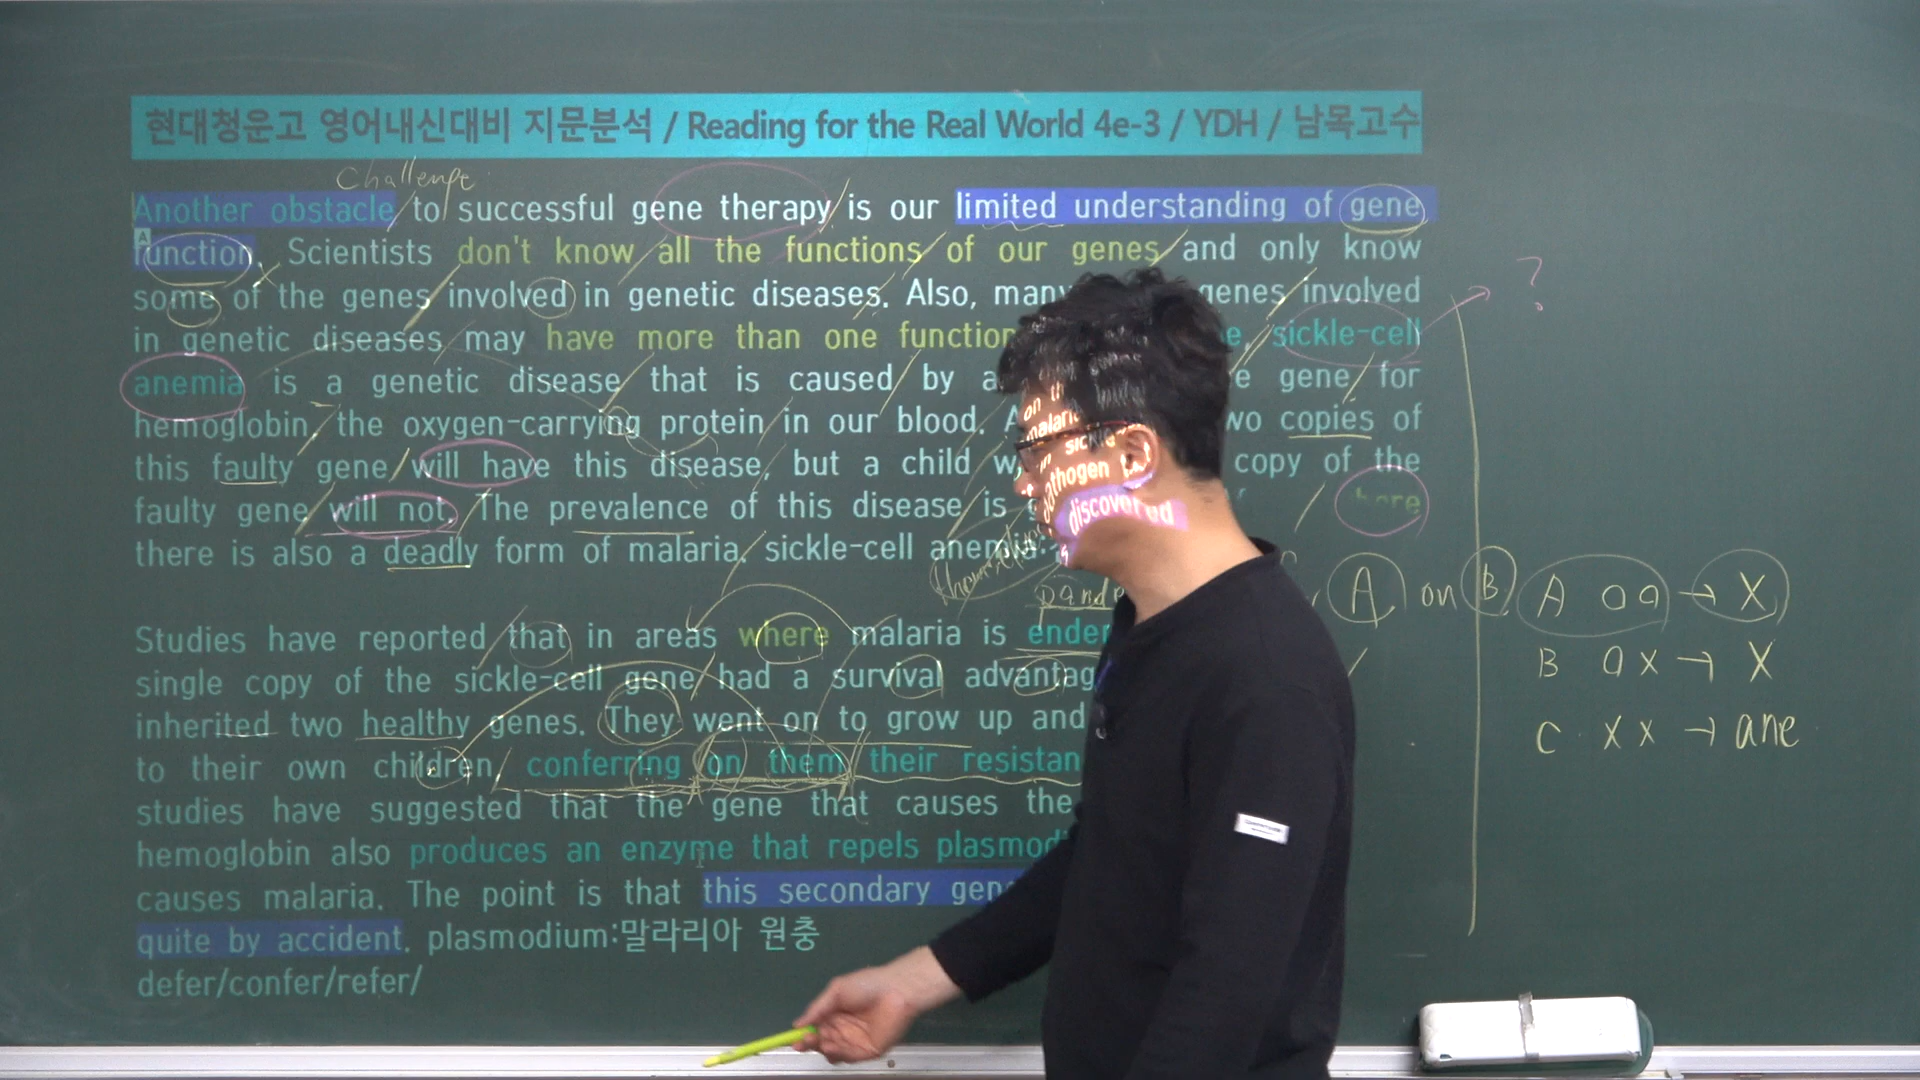 현대청운고 영어내신대비 지문분석 / Reading for the Real World 4e-3 / YDH / 남목고수
Challenge
Another obstacle to successful gene therapy is our limited understanding of gene
function. Scientists don't know all the functions of our genes and only know
some of the genes involved in genetic diseases. Also, many genes involved
?
in genetic diseases may have more than one function sickle-cell
anemia is a genetic disease that is caused by a gene for
hemoglobin, the oxygen-carrying protein in our blood. copies of
this faulty gene will have this disease, but a child copy of the
faulty gene will not. The prevalence of this disease is
there is also a deadly form of malaria. sickle-cell anemia:
on th
malaria
in sickle
pathogen
discovered
A on B A oa → X
Studies have reported that in areas where malaria is
B ox → X
single copy of the sickle-cell gene had a survival
inherited two healthy genes. They went on to grow up and
C xx → ane
to their own children, conferring on them their
studies have suggested that the gene that causes the
hemoglobin also produces an enzyme that repels
causes malaria. The point is that this secondary
quite by accident. plasmodium:말라리아 원충
defer/confer/refer/